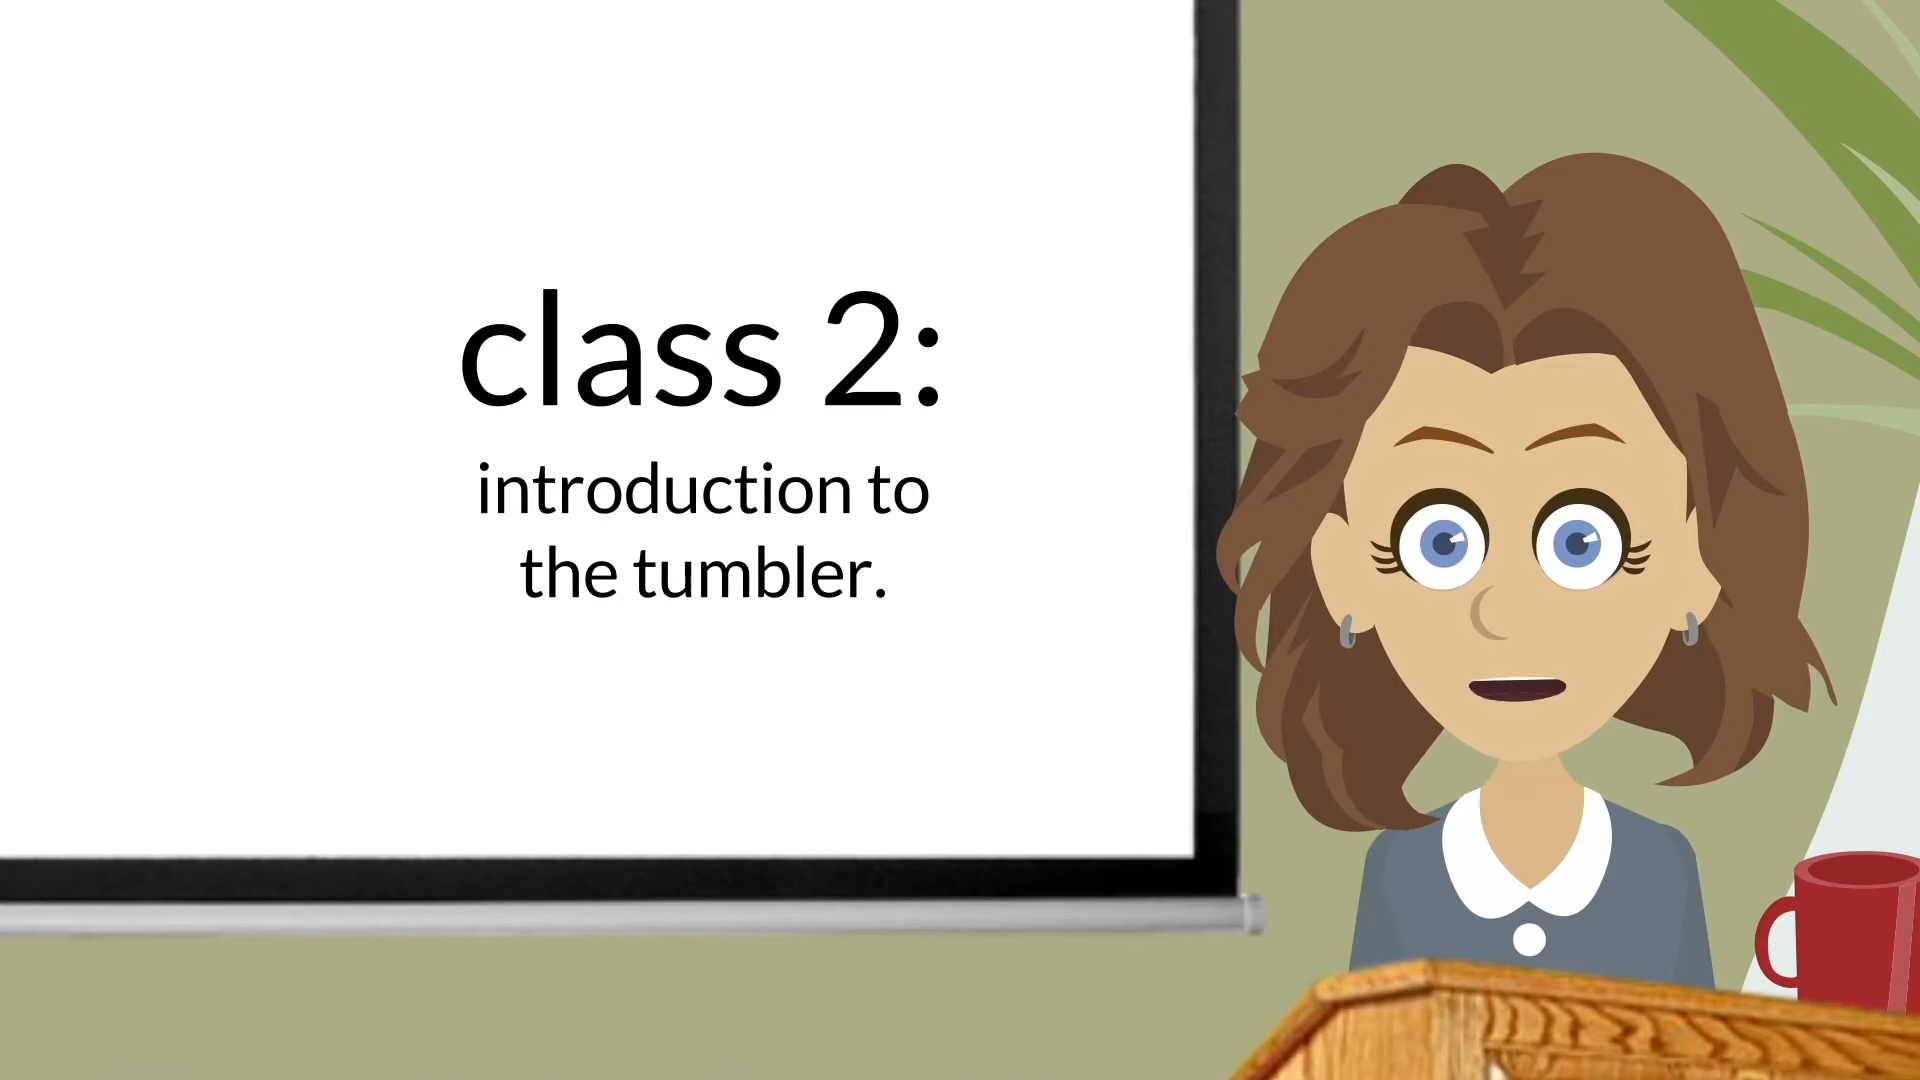 class 2:
introduction to
the tumbler.